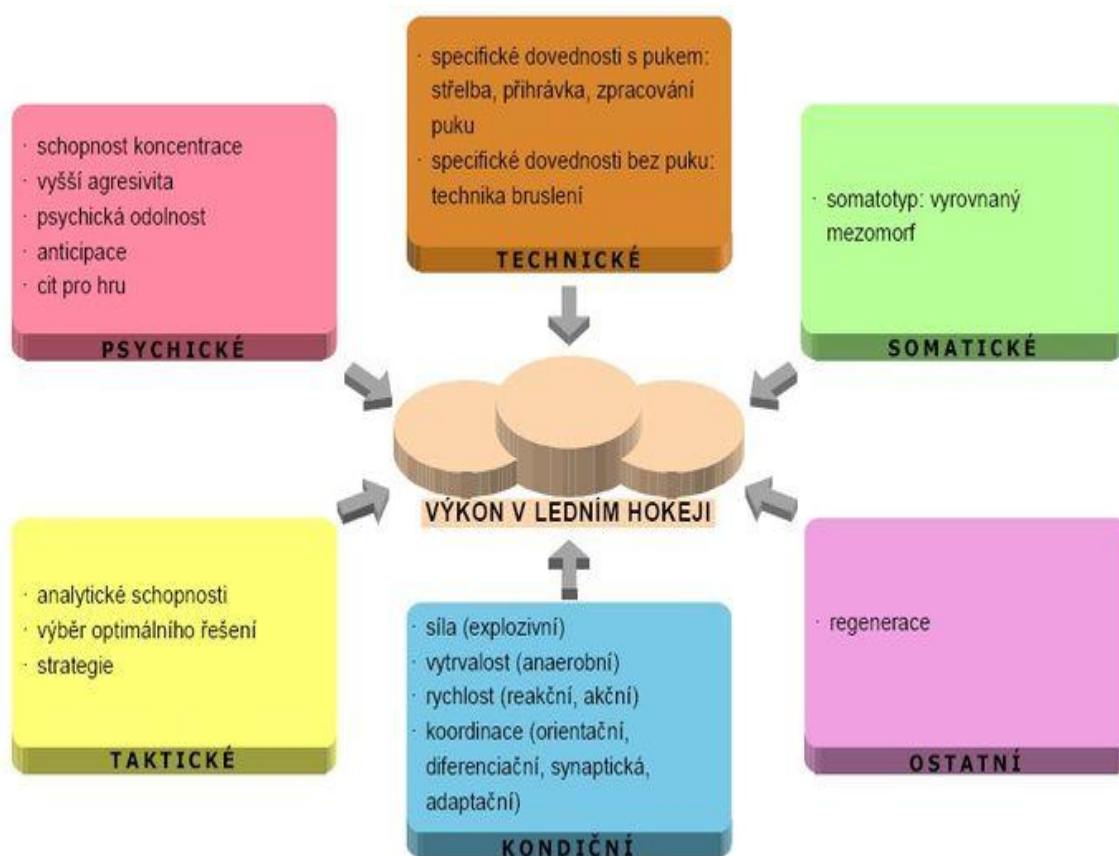 · specifické dovednosti s pukem:
střelba, přihrávka, zpracování
puku
· specifické dovednosti bez puku:
technika bruslení
TECHNICKÉ
· schopnost koncentrace
· vyšší agresivita
· psychická odolnost
· anticipace
· cit pro hru
PSYCHICKÉ
· somatotyp: vyrovnaný
mezomorf
SOMATICKÉ
VÝKON V LEDNÍM HOKEJI
· analytické schopnosti
· výběr optimálního řešení
· strategie
TAKTICKÉ
· síla (explozivní)
· vytrvalost (anaerobní)
· rychlost (reakční, akční)
· koordinace (orientační,
diferenciační, synaptická,
adaptační)
KONDIČNÍ
· regenerace
OSTATNÍ